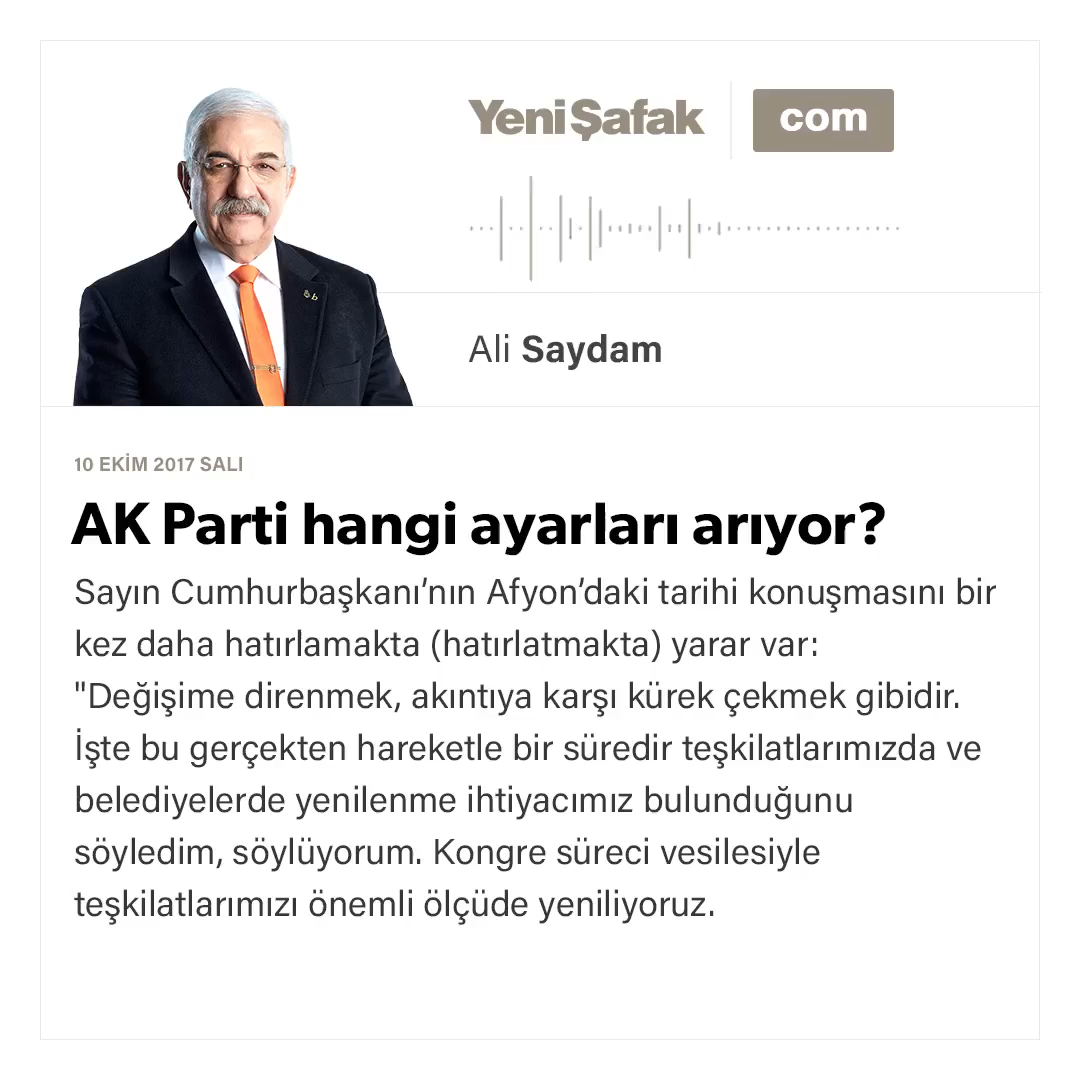 YeniŞafak com
Ali Saydam
10 EKİM 2017 SALI
AK Parti hangi ayarları arıyor?
Sayın Cumhurbaşkanı’nın Afyon’daki tarihi konuşmasını bir
kez daha hatırlamakta (hatırlatmakta) yarar var:
"Değişime direnmek, akıntıya karşı kürek çekmek gibidir.
İşte bu gerçekten hareketle bir süredir teşkilatlarımızda ve
belediyelerde yenilenme ihtiyacımız bulunduğunu
söyledim, söylüyorum. Kongre süreci vesilesiyle
teşkilatlarımızı önemli ölçüde yeniliyoruz.